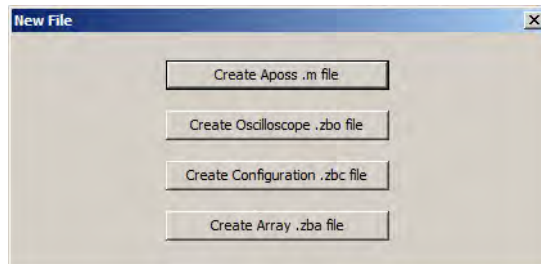 New File
Create Aposs .m file
Create Oscilloscope .zbo file
Create Configuration .zbc file
Create Array .zba file